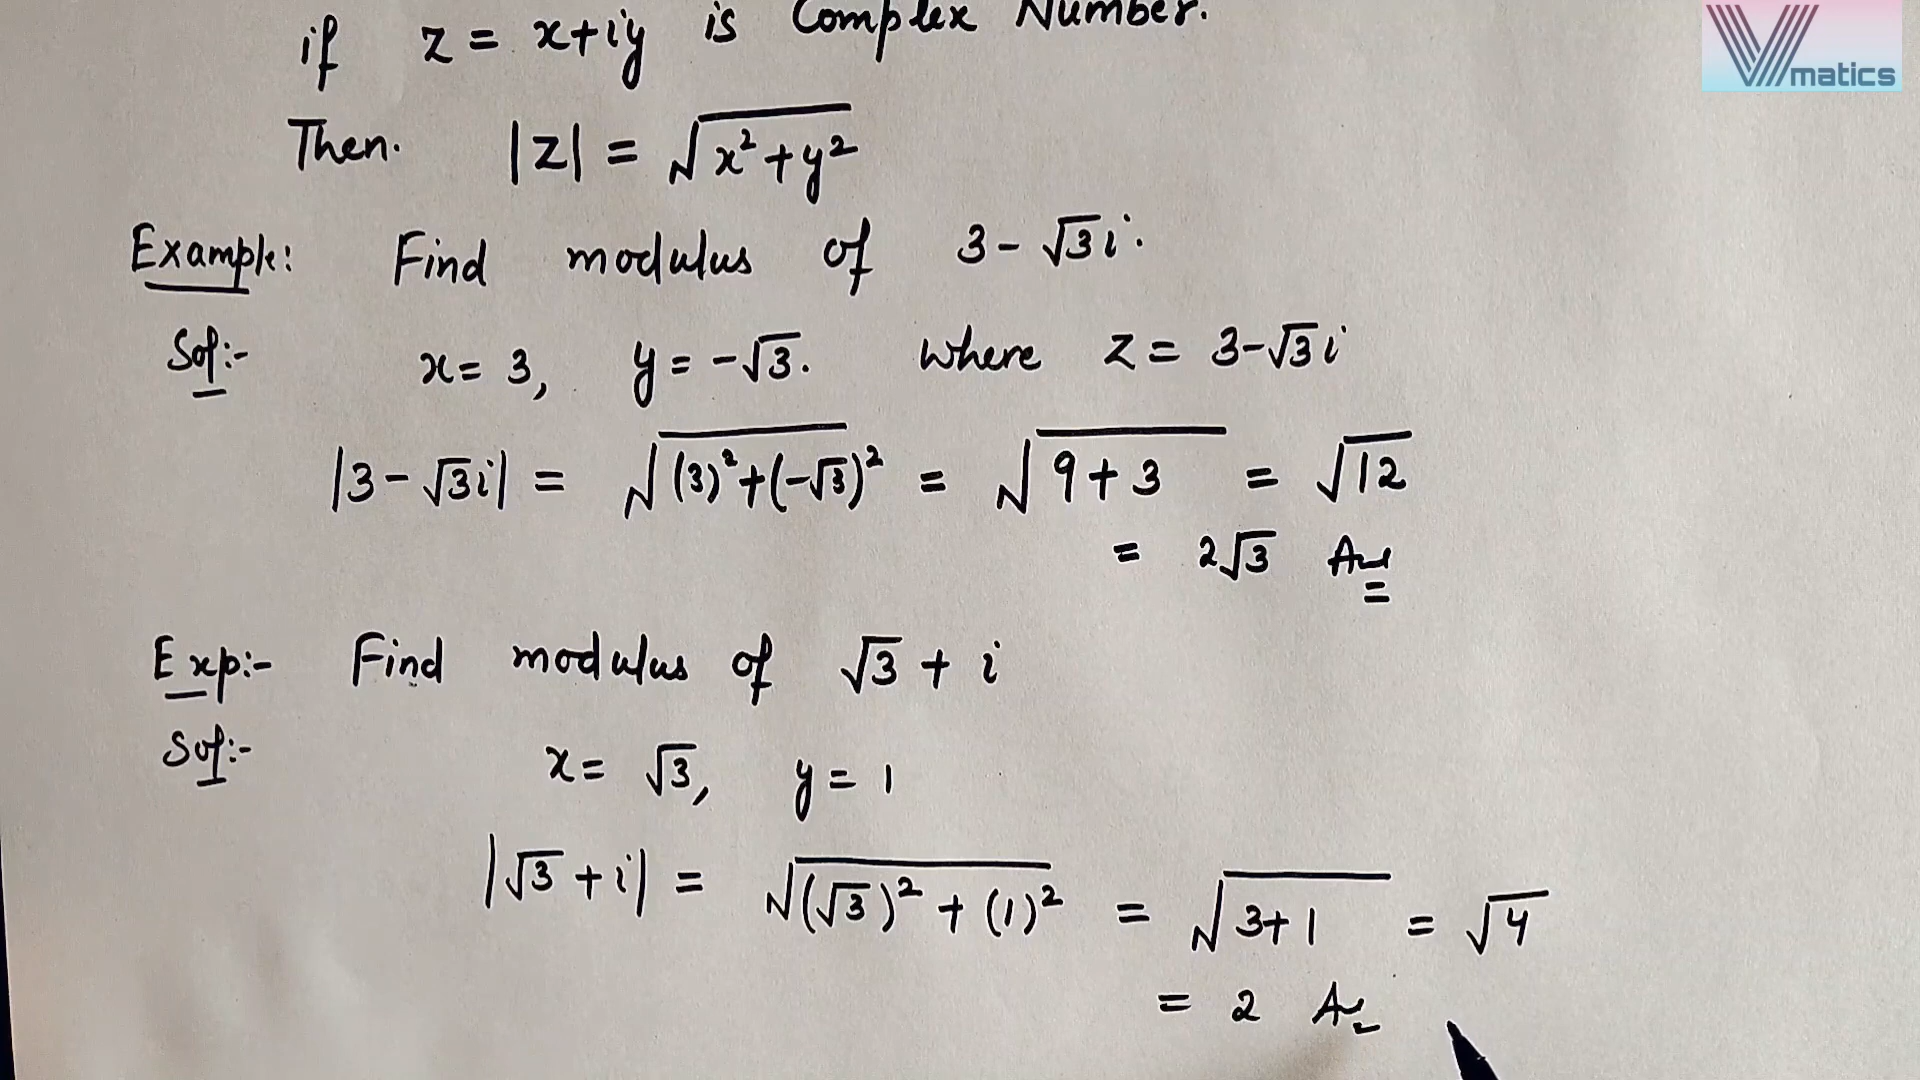 if z = x+iy is Complex Number.
Vmatics
Then. |z| = √x²+y²
Example: Find modulus of 3-√3i.
Sol:- x= 3, y = -√3. where z = 3-√3i
|3-√3i| = √(3)²+(-√3)² = √9+3 = √12
= 2√3 Ans
Exp:- Find modulus of √3 + i
Sol:- x= √3, y = 1
|√3+i| = √(√3)² + (1)² = √3+1 = √4
= 2 Ans